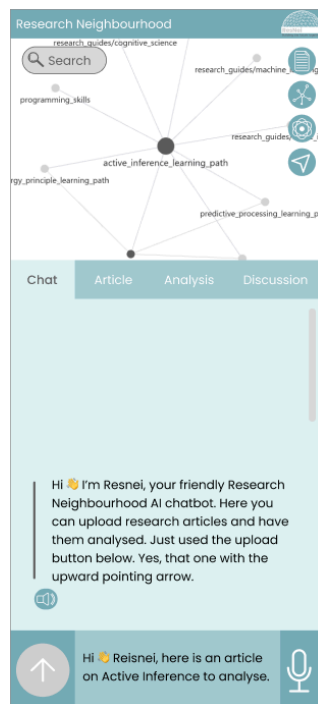 Research Neighbourhood
research_guides/cognitive_science
Search
research_guides/machine_
programming_skills
research_guides/
active_inference_learning_path
rgy_principle_learning_path
predictive_processing_learning_p
Chat
Article
Analysis
Discussion
Hi 👋 I'm Resnei, your friendly Research
Neighbourhood AI chatbot. Here you
can upload research articles and have
them analysed. Just used the upload
button below. Yes, that one with the
upward pointing arrow.
Hi 👋 Reisnei, here is an article
on Active Inference to analyse.